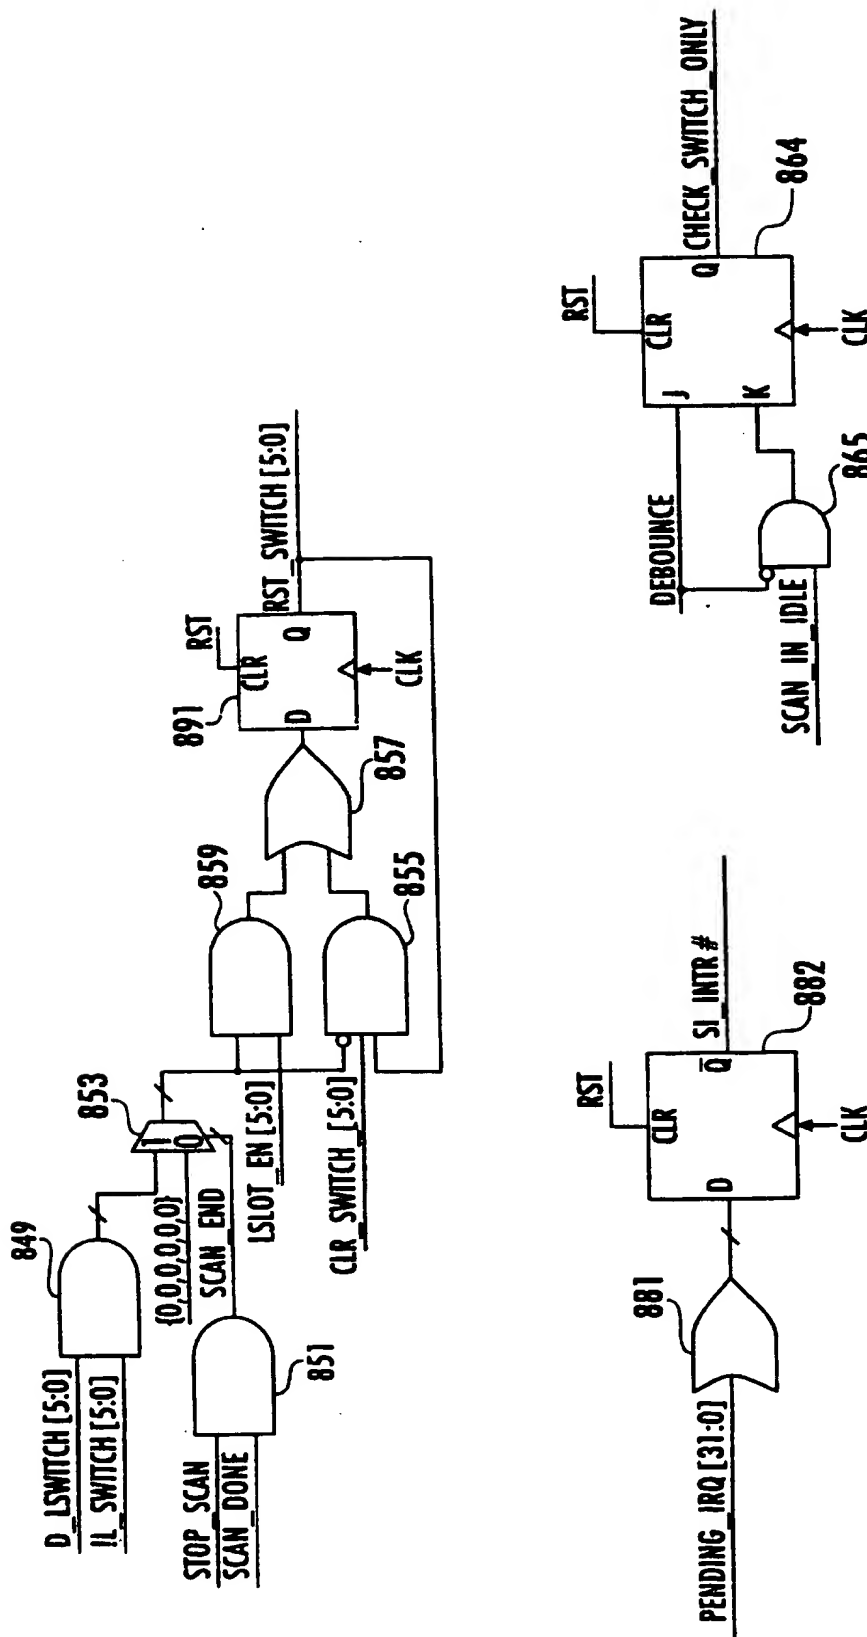 D_LSWITCH [5:0]
IL_SWITCH [5:0]
849
853
1
0
{0,0,0,0,0,0}
SCAN_END
STOP_SCAN
SCAN_DONE
851
LSLOT_EN [5:0]
CLR_SWITCH_[5:0]
859
855
857
891
RST
CLR
D
Q
CLK
RST_SWITCH [5:0]
PENDING_IRQ [31:0]
881
RST
CLR
D
Q
CLK
SI_INTR#
882
DEBOUNCE
SCAN_IN_IDLE
865
RST
CLR
J
K
Q
CLK
CHECK_SWITCH_ONLY
864